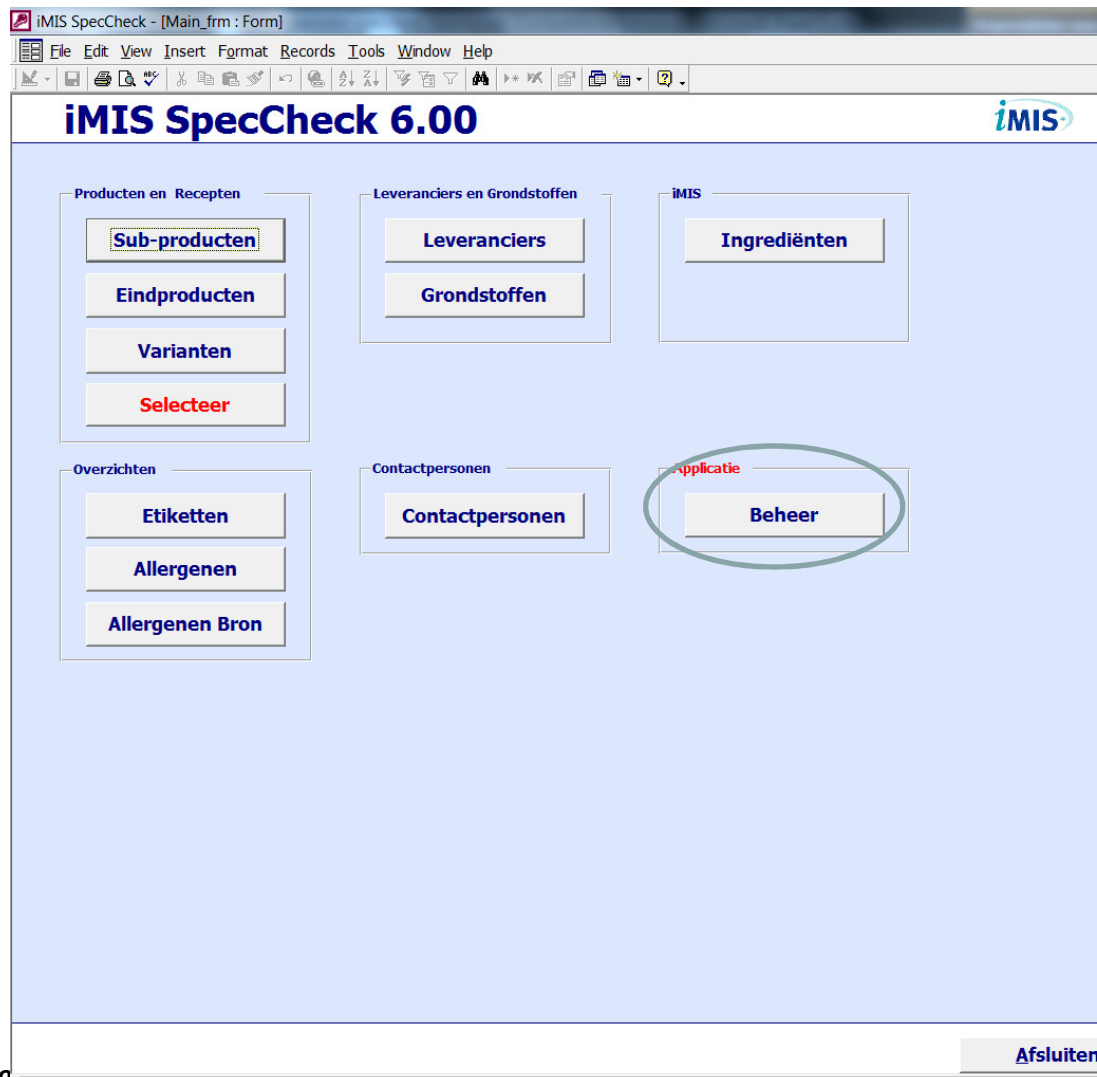 iMIS SpecCheck - [Main_frm : Form]
File Edit View Insert Format Records Tools Window Help
iMIS SpecCheck 6.00
iMIS
Producten en Recepten
Sub-producten
Eindproducten
Varianten
Selecteer
Leveranciers en Grondstoffen
Leveranciers
Grondstoffen
iMIS
Ingrediënten
Overzichten
Etiketten
Allergenen
Allergenen Bron
Contactpersonen
Contactpersonen
Applicatie
Beheer
Afsluiten